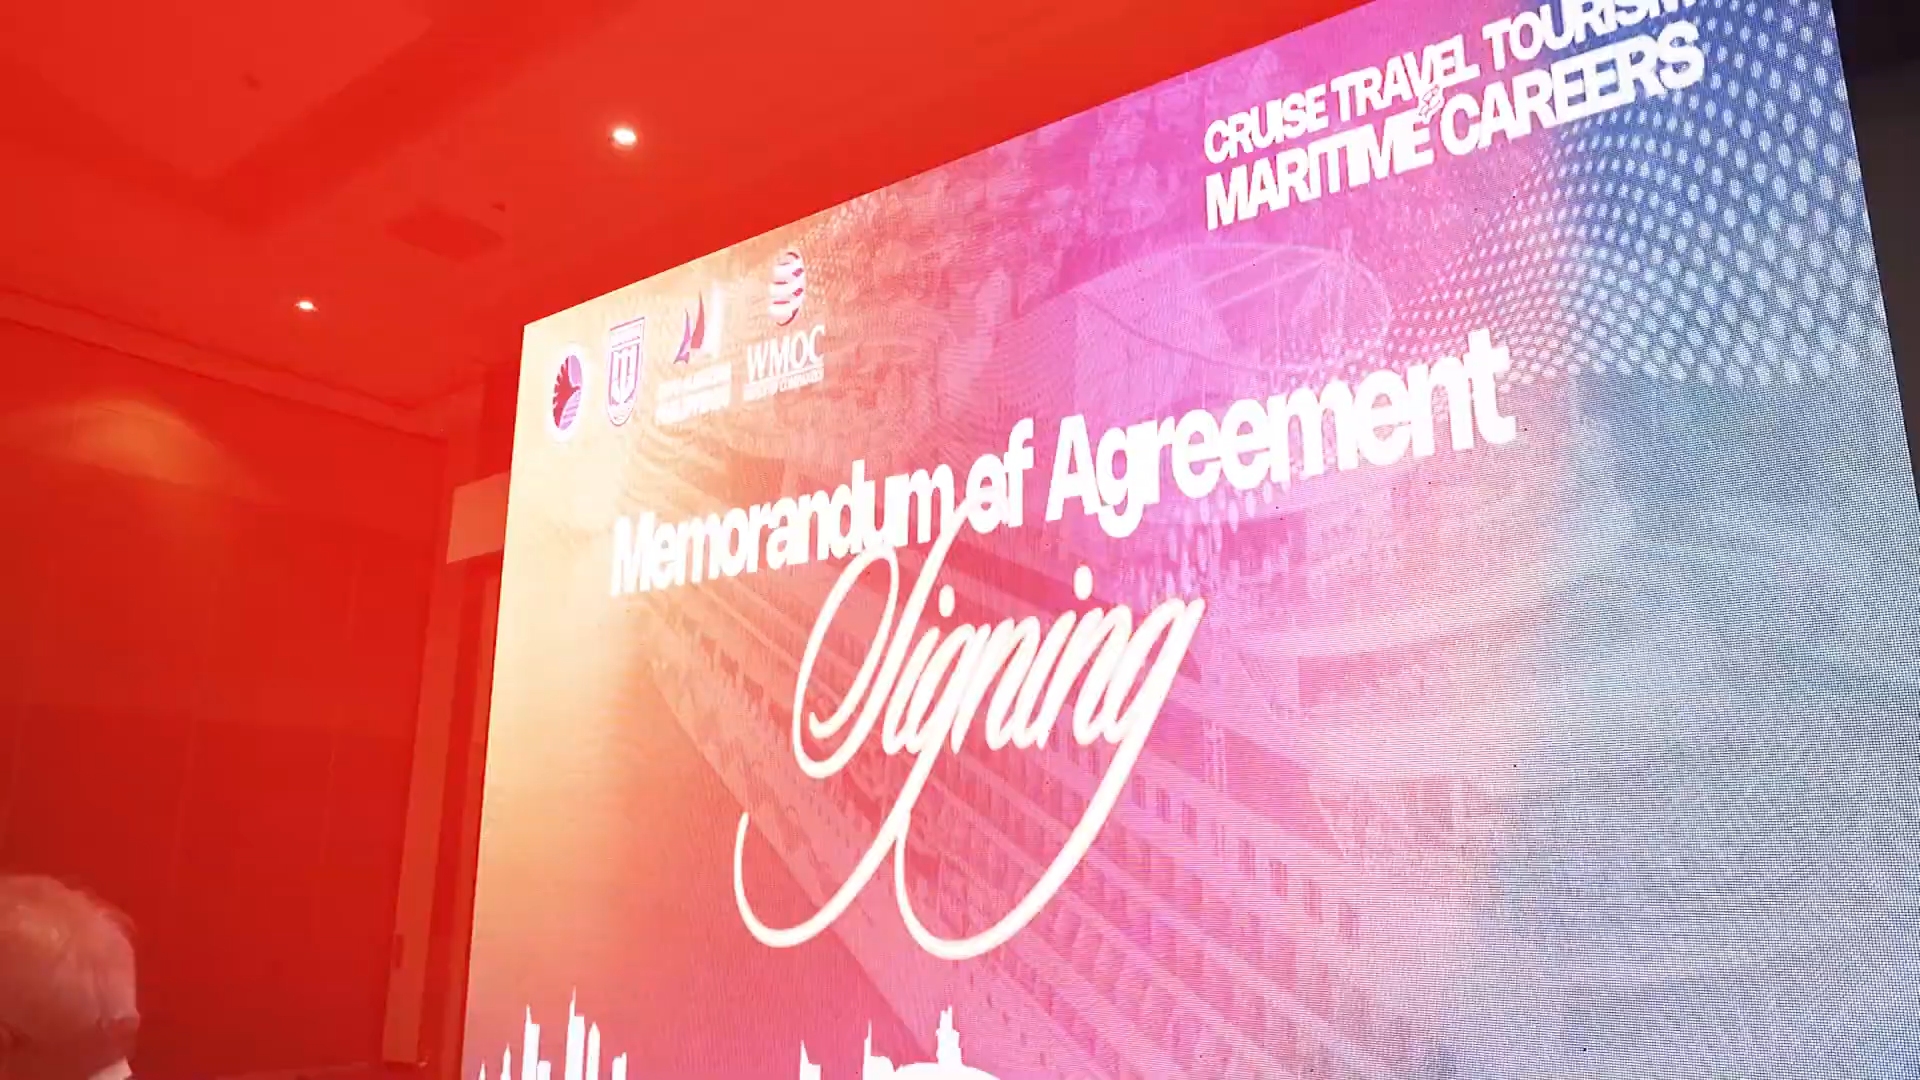 CRUISE TRAVEL TOURISM
&
MARITIME CAREERS
WMOC
Memorandum of Agreement
Signing